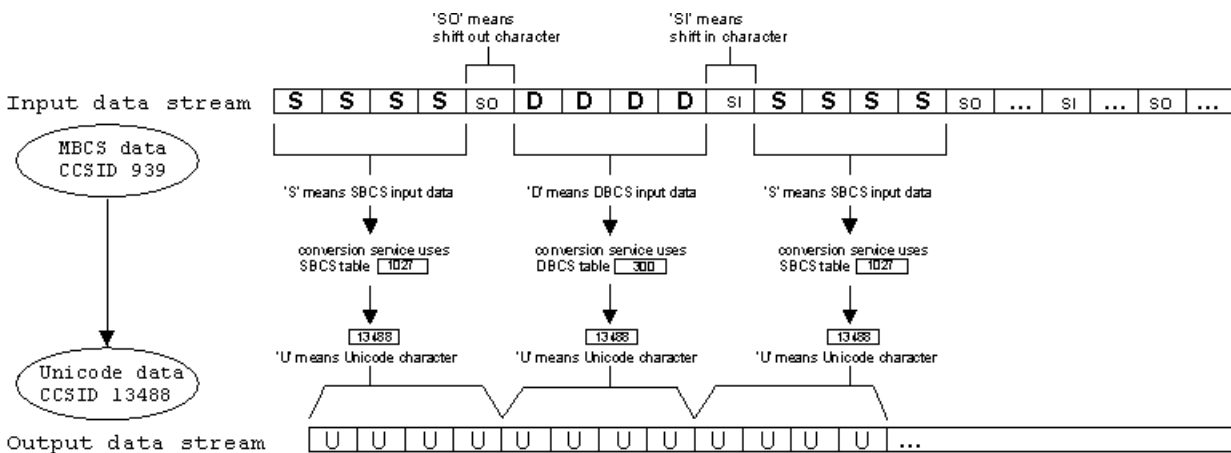 'SO' means
shift out character
'SI' means
shift in character
Input data stream
S S S S SO D D D D SI S S S S SO ... SI ... SO ...
MBCS data
CCSID 939
'S' means SBCS input data
'D' means DBCS input data
'S' means SBCS input data
conversion service uses
SBCS table 1027
conversion service uses
DBCS table 300
conversion service uses
SBCS table 1027
13488
13488
13488
'U' means Unicode character
'U' means Unicode character
'U' means Unicode character
Unicode data
CCSID 13488
Output data stream
U U U U U U U U U U U U ...